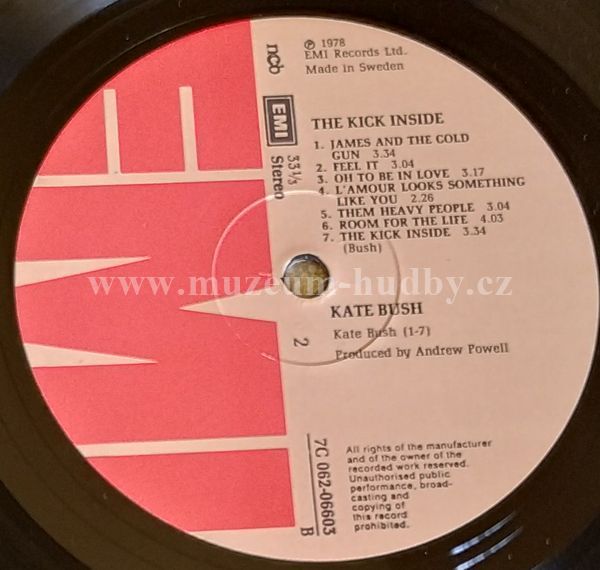 ℗ 1978
EMI Records Ltd.
Made in Sweden
ncb
EMI
33 1/3
Stereo
THE KICK INSIDE
1. JAMES AND THE COLD
GUN 3.34
2. FEEL IT 3.04
3. OH TO BE IN LOVE 3.17
4. L'AMOUR LOOKS SOMETHING
LIKE YOU 2.26
5. THEM HEAVY PEOPLE 3.04
6. ROOM FOR THE LIFE 4.03
7. THE KICK INSIDE 3.34
(Bush)
www.muzeum-hudby.cz
KATE BUSH
Kate Bush (1-7)
Produced by Andrew Powell
2
7C 062-06603
B
All rights of the manufacturer
and of the owner of the
recorded work reserved.
Unauthorised public
performance, broad-
casting and
copying of
this record
prohibited.
EMI